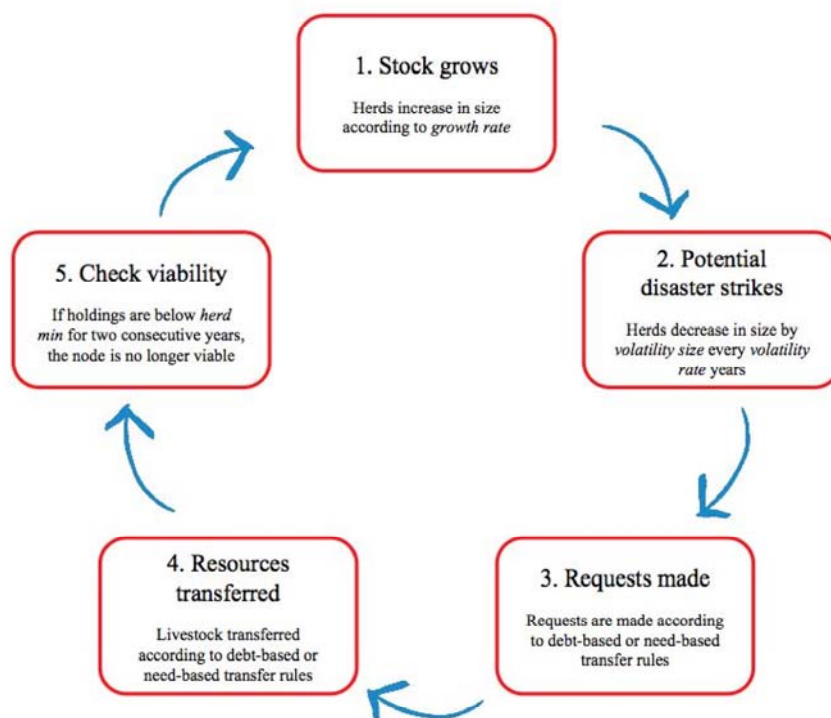 1. Stock grows
Herds increase in size
according to growth rate
2. Potential
disaster strikes
Herds decrease in size by
volatility size every volatility
rate years
3. Requests made
Requests are made according
to debt-based or need-based
transfer rules
4. Resources
transferred
Livestock transferred
according to debt-based or
need-based transfer rules
5. Check viability
If holdings are below herd
min for two consecutive years,
the node is no longer viable